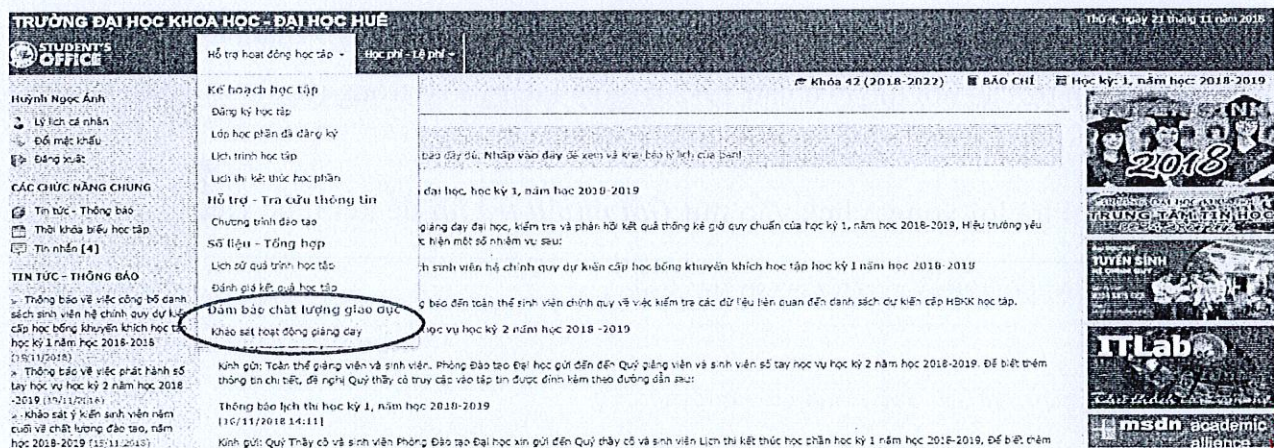 TRƯỜNG ĐẠI HỌC KHOA HỌC - ĐẠI HỌC HUẾ
Thứ 4, ngày 21 tháng 11 năm 2018
STUDENT'S OFFICE
Hỗ trợ hoạt động học tập
Học phí - Lệ phí
Khóa 42 (2018-2022) BÁO CHÍ Học kỳ: 1, năm học: 2018-2019
Huỳnh Ngọc Ánh
Lý lịch cá nhân
Đổi mật khẩu
Đăng xuất
CÁC CHỨC NĂNG CHUNG
Tin tức - Thông báo
Thời khóa biểu học tập
Tin nhắn [4]
TIN TỨC - THÔNG BÁO
» Thông báo về việc công bố danh
sách sinh viên hệ chính quy dự kiến
cấp học bổng khuyến khích học tập
học kỳ 1 năm học 2018-2018
(19/11/2018)
» Thông báo về việc phát hành sổ
tay học vụ học kỳ 2 năm học 2018
-2019 (19/11/2018)
» Khảo sát ý kiến sinh viên năm
cuối về chất lượng đào tạo, năm
học 2018-2019 (15/11/2018)
Kế hoạch học tập
Đăng ký học tập
Lớp học phần đã đăng ký
Lịch trình học tập
Lịch thi kết thúc học phần
Hỗ trợ - Tra cứu thông tin
Chương trình đào tạo
Số liệu - Tổng hợp
Lịch sử quá trình học tập
Đánh giá kết quả học tập
Đảm bảo chất lượng giáo dục
Khảo sát hoạt động giảng dạy
báo đầy đủ. Nhấp vào đây để xem và khai báo lý lịch của bạn!
đại học, học kỳ 1, năm học 2018-2019
giảng dạy đại học, kiểm tra và phản hồi kết quả thống kê giờ quy chuẩn của học kỳ 1, năm học 2018-2019, Hiệu trưởng yêu
hiện một số nhiệm vụ sau:
sinh viên hệ chính quy dự kiến cấp học bổng khuyến khích học tập học kỳ 1 năm học 2018-2018
báo đến toàn thể sinh viên chính quy về việc kiểm tra các dữ liệu liên quan đến danh sách dự kiến cấp HBKK học tập.
học vụ học kỳ 2 năm học 2018 -2019
Kính gửi: Toàn thể giảng viên và sinh viên. Phòng Đào tạo Đại học gửi đến đến Quý giảng viên và sinh viên sổ tay học vụ học kỳ 2 năm học 2018-2019. Để biết thêm
thông tin chi tiết, đề nghị Quý thầy cô truy cập vào tập tin được đính kèm theo đường dẫn sau:
Thông báo lịch thi học kỳ 1, năm học 2018-2019
[16/11/2018 14:11]
Kính gửi: Quý Thầy cô và sinh viên Phòng Đào tạo Đại học xin gửi đến Quý thầy cô và sinh viên Lịch thi kết thúc học phần học kỳ 1 năm học 2018-2019, Để biết thêm
2018
TRUNG TÂM TIN HỌC
TUYỂN SINH
ITLab
msdn academic
alliance